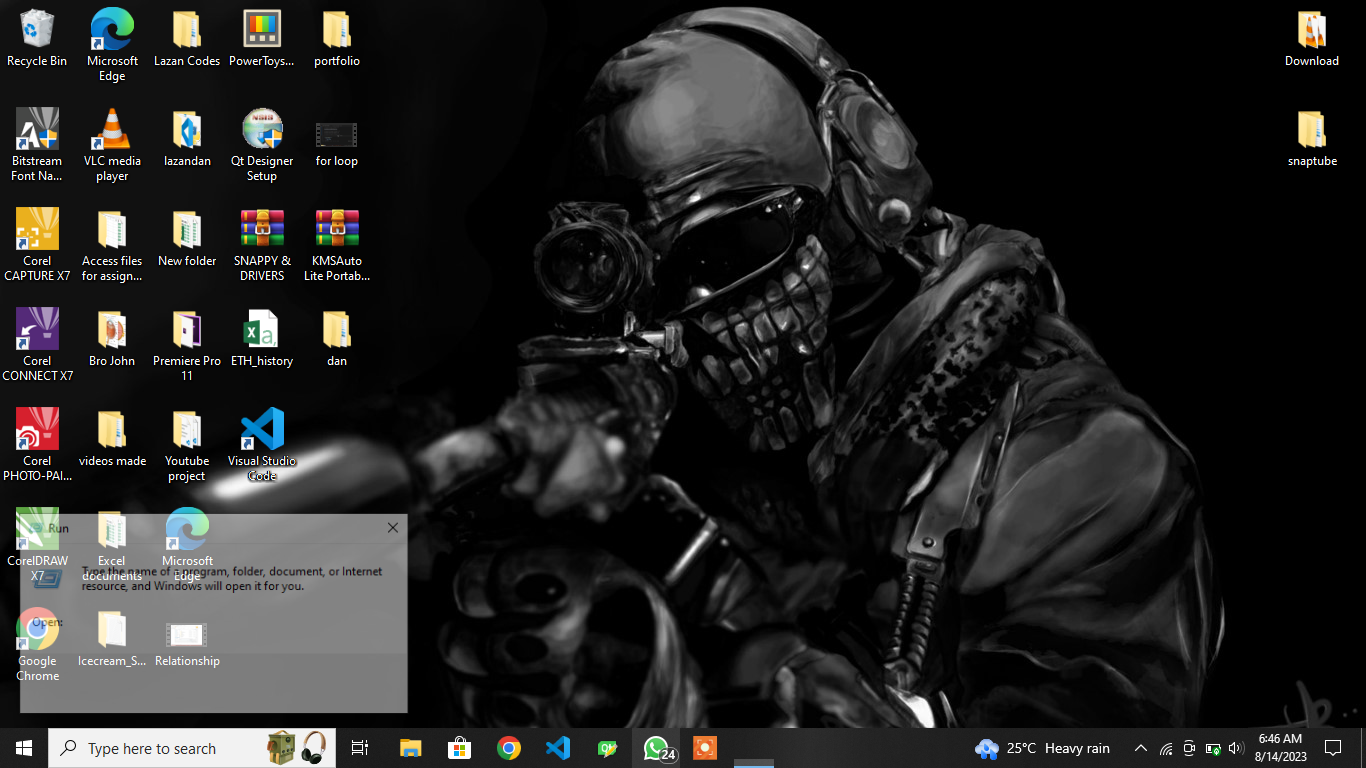 Recycle Bin
Microsoft
Edge
Lazan Codes
PowerToys...
portfolio
Download
Bitstream
Font Na...
VLC media
player
lazandan
Qt Designer
Setup
for loop
snaptube
Corel
CAPTURE X7
Access files
for assign...
New folder
SNAPPY &
DRIVERS
KMSAuto
Lite Portab...
Corel
CONNECT X7
Bro John
Premiere Pro
11
ETH_history
dan
Corel
PHOTO-PAI...
videos made
Youtube
project
Visual Studio
Code
Run
CorelDRAW
X7
Excel
documents
Microsoft
Edge
Type the name of a program, folder, document, or Internet
resource, and Windows will open it for you.
Open:
Google
Chrome
Icecream_S...
Relationship
Type here to search
24
25°C Heavy rain
6:46 AM
8/14/2023